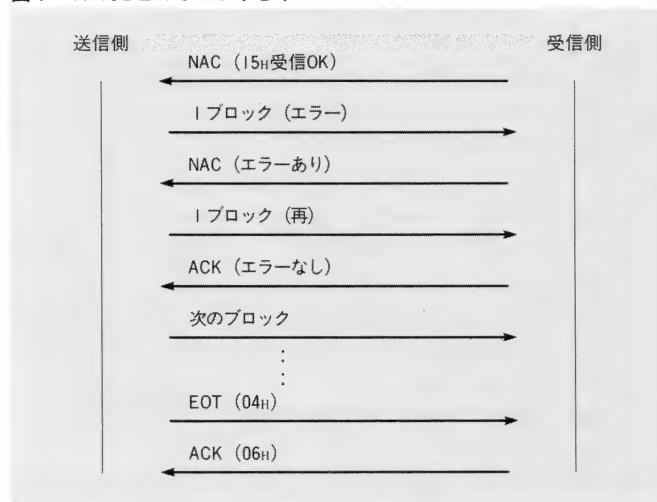 送信側
受信側
NAC (15H受信OK)
1ブロック (エラー)
NAC (エラーあり)
1ブロック (再)
ACK (エラーなし)
次のブロック
EOT (04H)
ACK (06H)